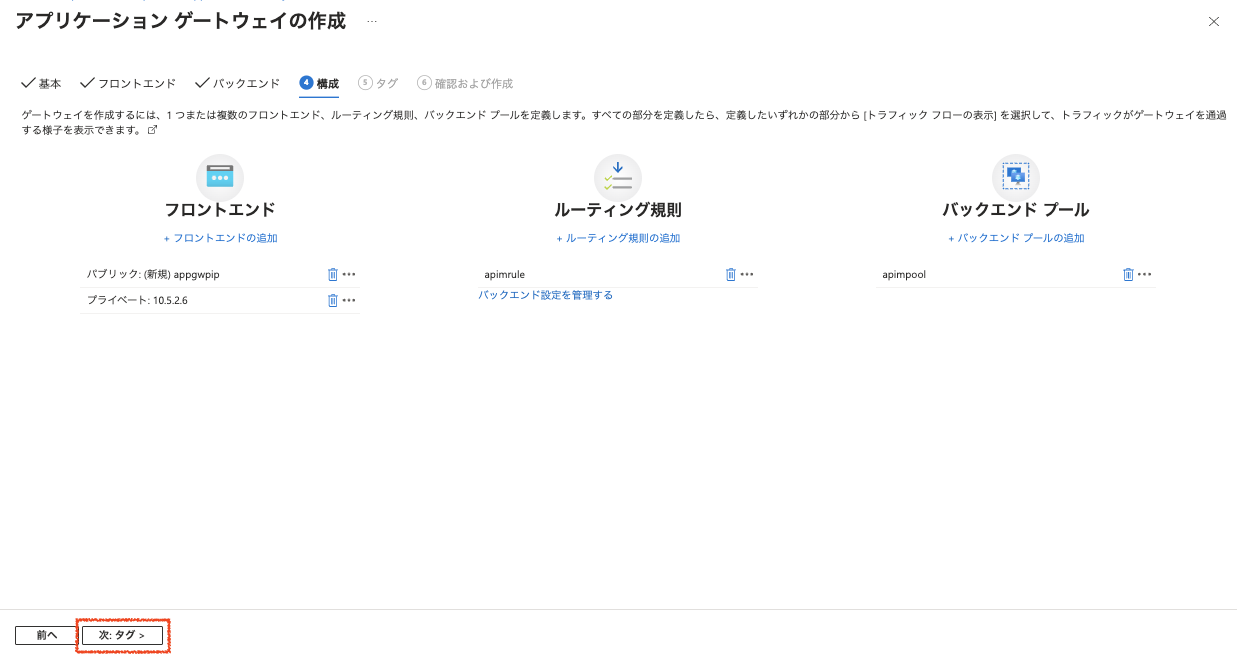 アプリケーション ゲートウェイの作成 …
基本 フロントエンド バックエンド 4 構成 5 タグ 6 確認および作成
ゲートウェイを作成するには、1 つまたは複数のフロントエンド、ルーティング規則、バックエンド プールを定義します。すべての部分を定義したら、定義したいずれかの部分から [トラフィック フローの表示] を選択して、トラフィックがゲートウェイを通過
する様子を表示できます。
フロントエンド
+ フロントエンドの追加
パブリック: (新規) appgwpip
プライベート: 10.5.2.6
ルーティング規則
+ ルーティング規則の追加
apimrule
バックエンド設定を管理する
バックエンド プール
+ バックエンド プールの追加
apimpool
前へ
次: タグ >